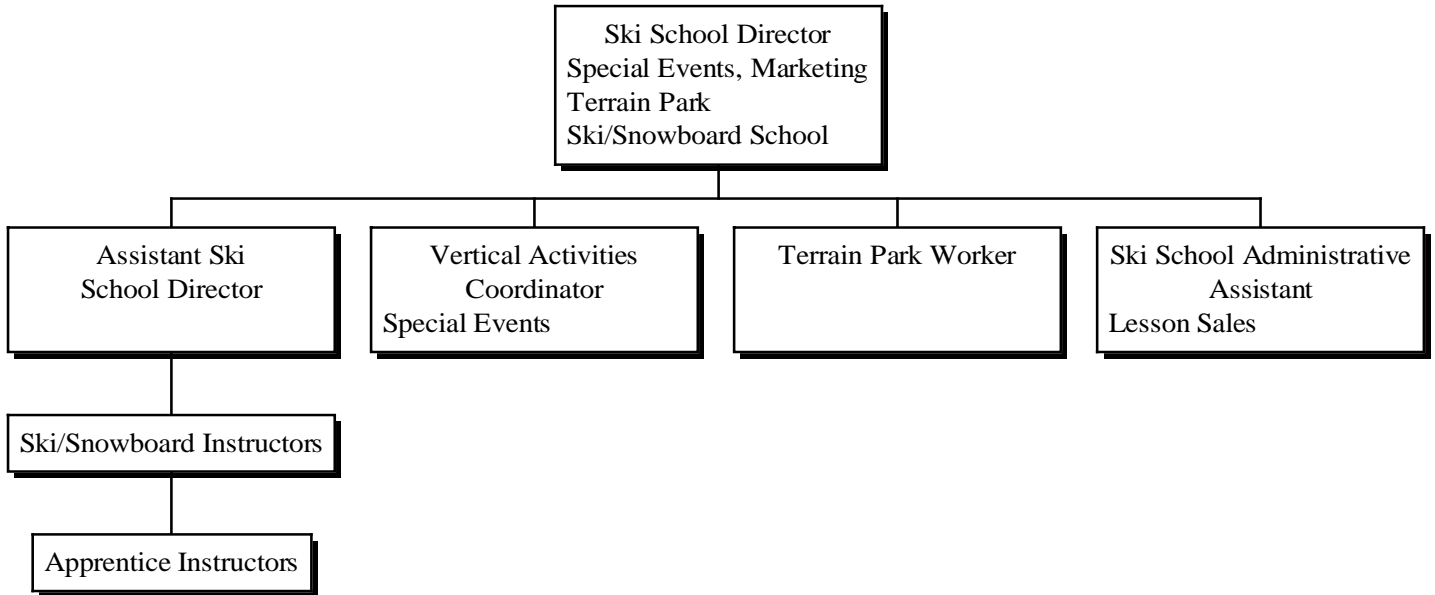 Ski School Director
Special Events, Marketing
Terrain Park
Ski/Snowboard School
Assistant Ski
School Director
Vertical Activities
Coordinator
Special Events
Terrain Park Worker
Ski School Administrative
Assistant
Lesson Sales
Ski/Snowboard Instructors
Apprentice Instructors